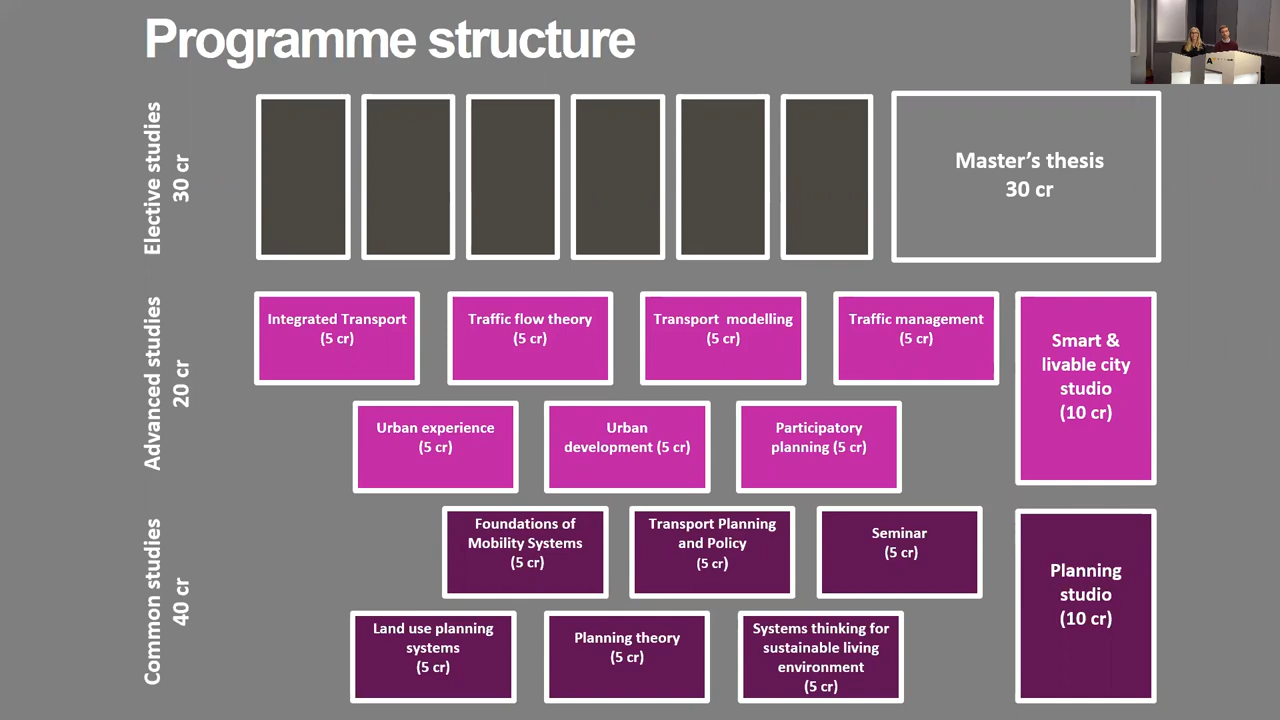 Programme structure
Elective studies
30 cr
Master's thesis
30 cr
Advanced studies
20 cr
Integrated Transport
(5 cr)
Traffic flow theory
(5 cr)
Transport modelling
(5 cr)
Traffic management
(5 cr)
Smart &
livable city
studio
(10 cr)
Urban experience
(5 cr)
Urban
development (5 cr)
Participatory
planning (5 cr)
Common studies
40 cr
Foundations of
Mobility Systems
(5 cr)
Transport Planning
and Policy
(5 cr)
Seminar
(5 cr)
Planning
studio
(10 cr)
Land use planning
systems
(5 cr)
Planning theory
(5 cr)
Systems thinking for
sustainable living
environment
(5 cr)